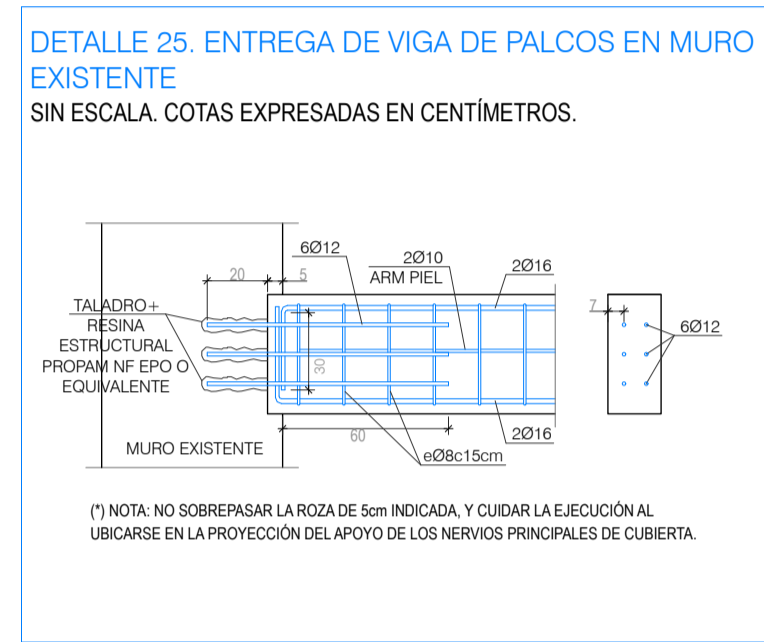 DETALLE 25. ENTREGA DE VIGA DE PALCOS EN MURO
EXISTENTE
SIN ESCALA. COTAS EXPRESADAS EN CENTÍMETROS.
6Ø12
2Ø10
ARM PIEL
2Ø16
20
5
7
TALADRO+
RESINA
ESTRUCTURAL
PROPAM NF EPO O
EQUIVALENTE
6Ø12
30
60
2Ø16
MURO EXISTENTE
eØ8c15cm
(*) NOTA: NO SOBREPASAR LA ROZA DE 5cm INDICADA, Y CUIDAR LA EJECUCIÓN AL
UBICARSE EN LA PROYECCIÓN DEL APOYO DE LOS NERVIOS PRINCIPALES DE CUBIERTA.